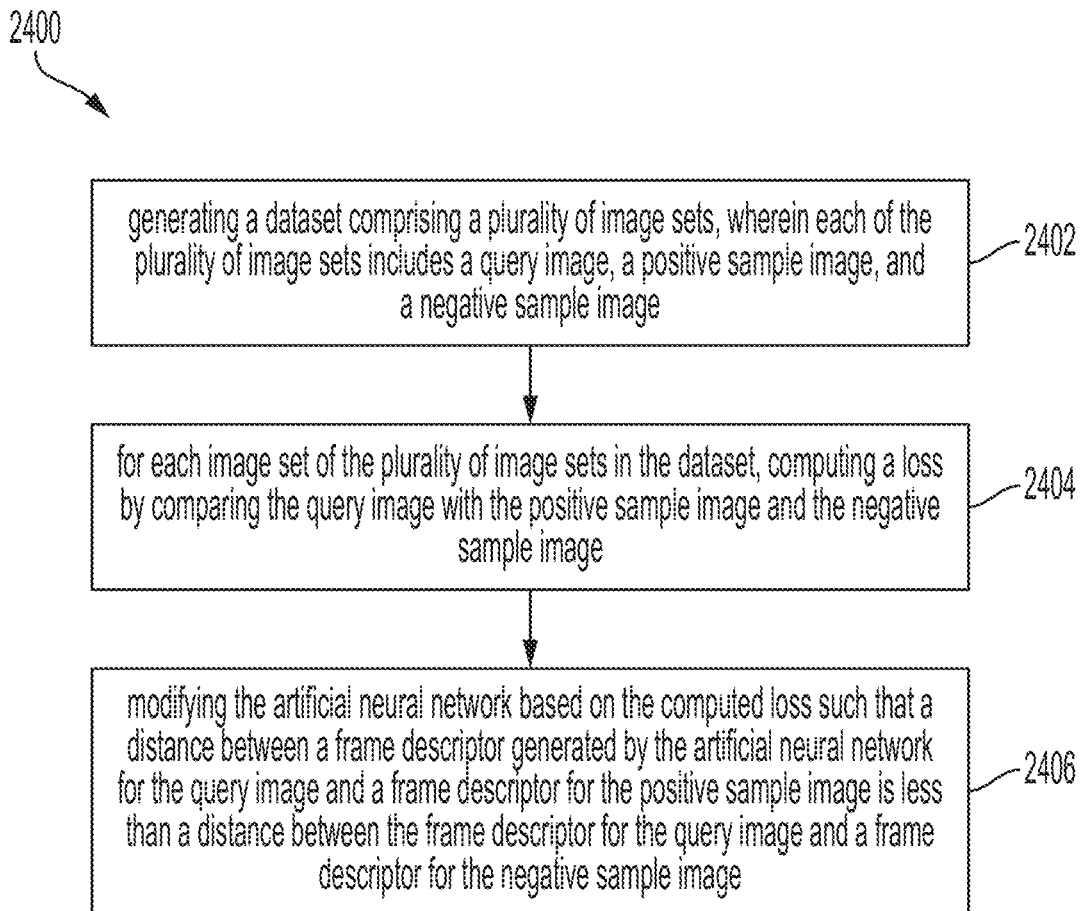 2400
generating a dataset comprising a plurality of image sets, wherein each of the
plurality of image sets includes a query image, a positive sample image, and
a negative sample image
2402
for each image set of the plurality of image sets in the dataset, computing a loss
by comparing the query image with the positive sample image and the negative
sample image
2404
modifying the artificial neural network based on the computed loss such that a
distance between a frame descriptor generated by the artificial neural network
for the query image and a frame descriptor for the positive sample image is less
than a distance between the frame descriptor for the query image and a frame
descriptor for the negative sample image
2406